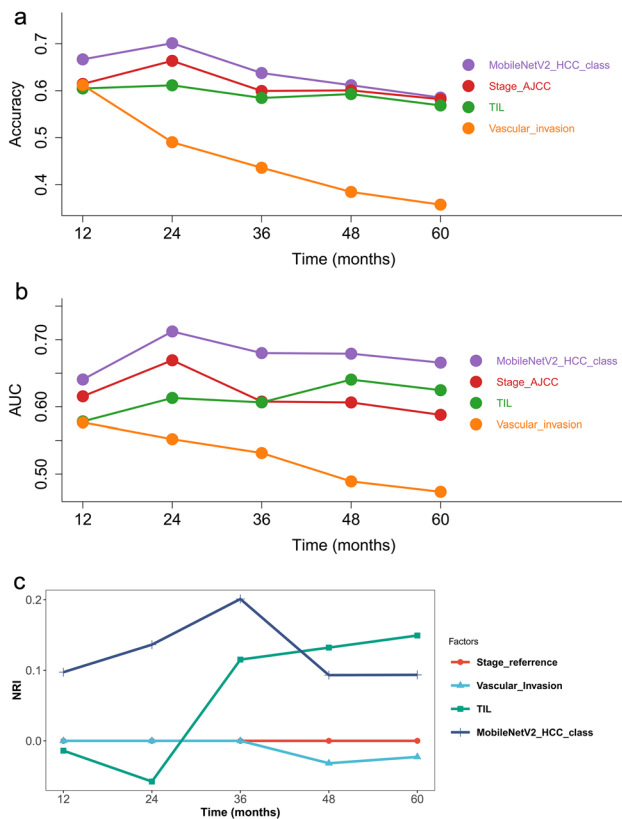 a
0.7
0.6
0.5
0.4
Accuracy
12 24 36 48 60
Time (months)
MobileNetV2_HCC_class
Stage_AJCC
TIL
Vascular_invasion
b
0.70
0.60
0.50
AUC
12 24 36 48 60
Time (months)
MobileNetV2_HCC_class
Stage_AJCC
TIL
Vascular_invasion
c
0.2
0.1
0.0
NRI
12 24 36 48 60
Time (months)
Factors
Stage_referrence
Vascular_Invasion
TIL
MobileNetV2_HCC_class